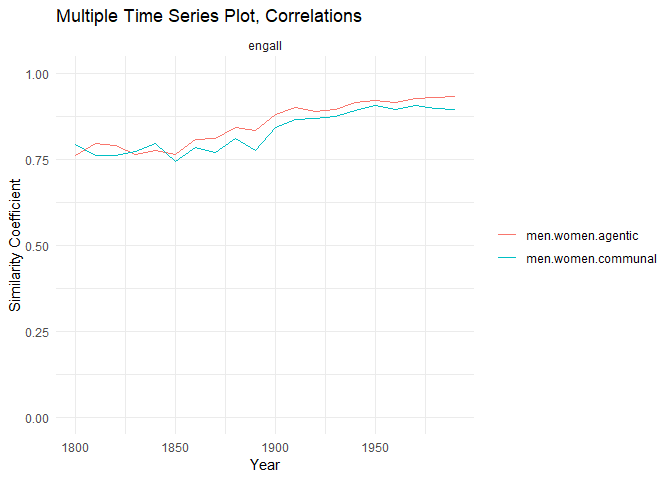 Multiple Time Series Plot, Correlations
engall
1.00
0.75
0.50
0.25
0.00
Similarity Coefficient
1800 1850 1900 1950
Year
men.women.agentic
men.women.communal